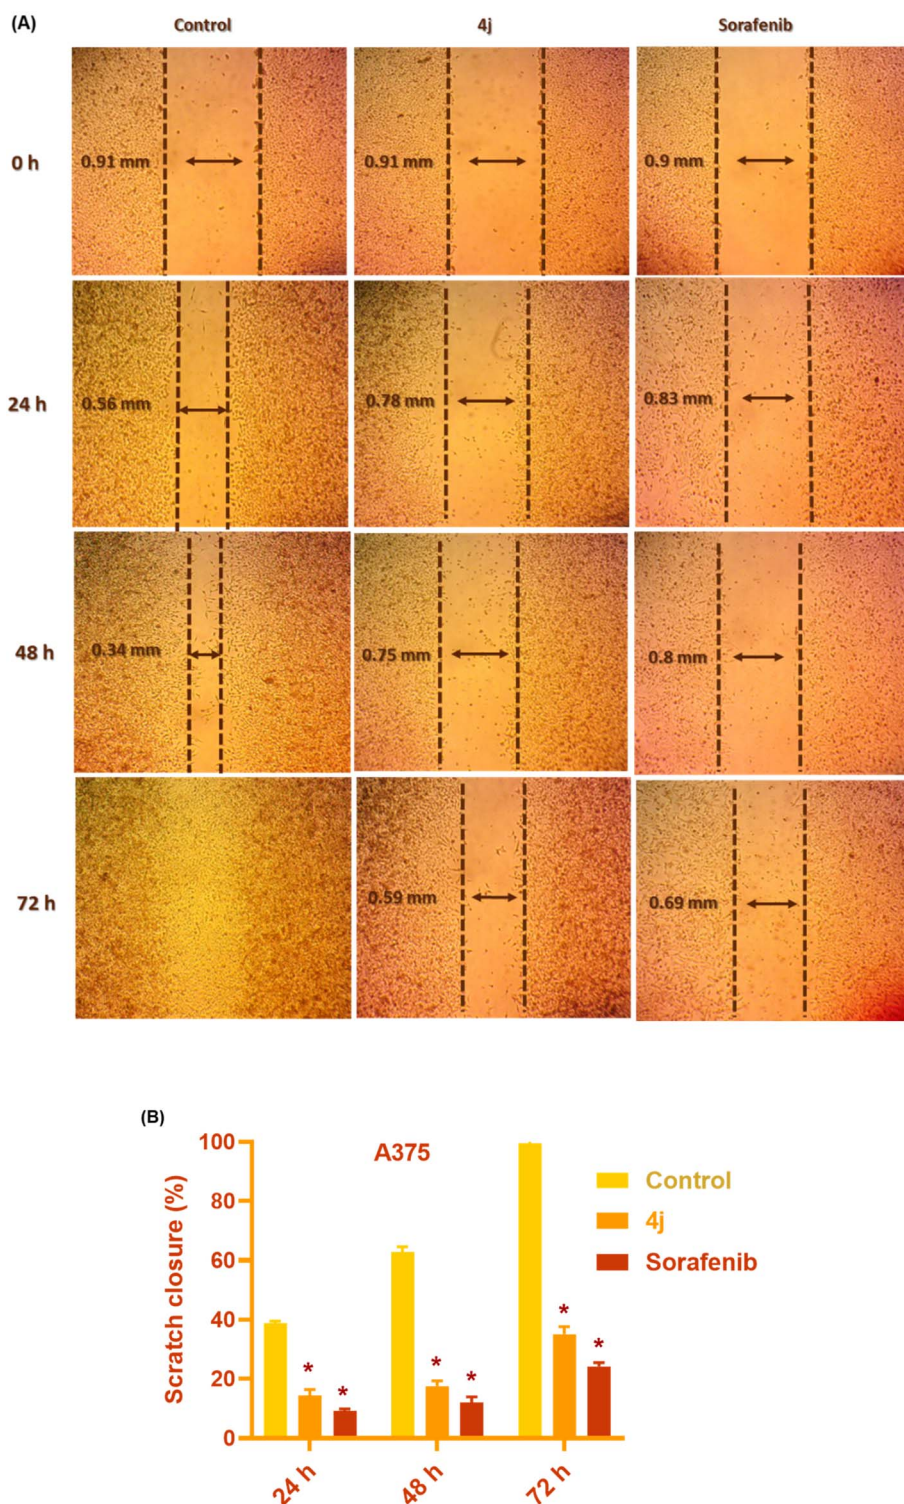 (A)
Control 4j Sorafenib
0 h
0.91 mm 0.91 mm 0.9 mm
24 h
0.56 mm 0.78 mm 0.83 mm
48 h
0.34 mm 0.75 mm 0.8 mm
72 h
0.59 mm 0.69 mm
(B)
A375
Scratch closure (%)
100
80
60
40
20
0
Control
4j
Sorafenib
* *
* *
* *
24 h 48 h 72 h